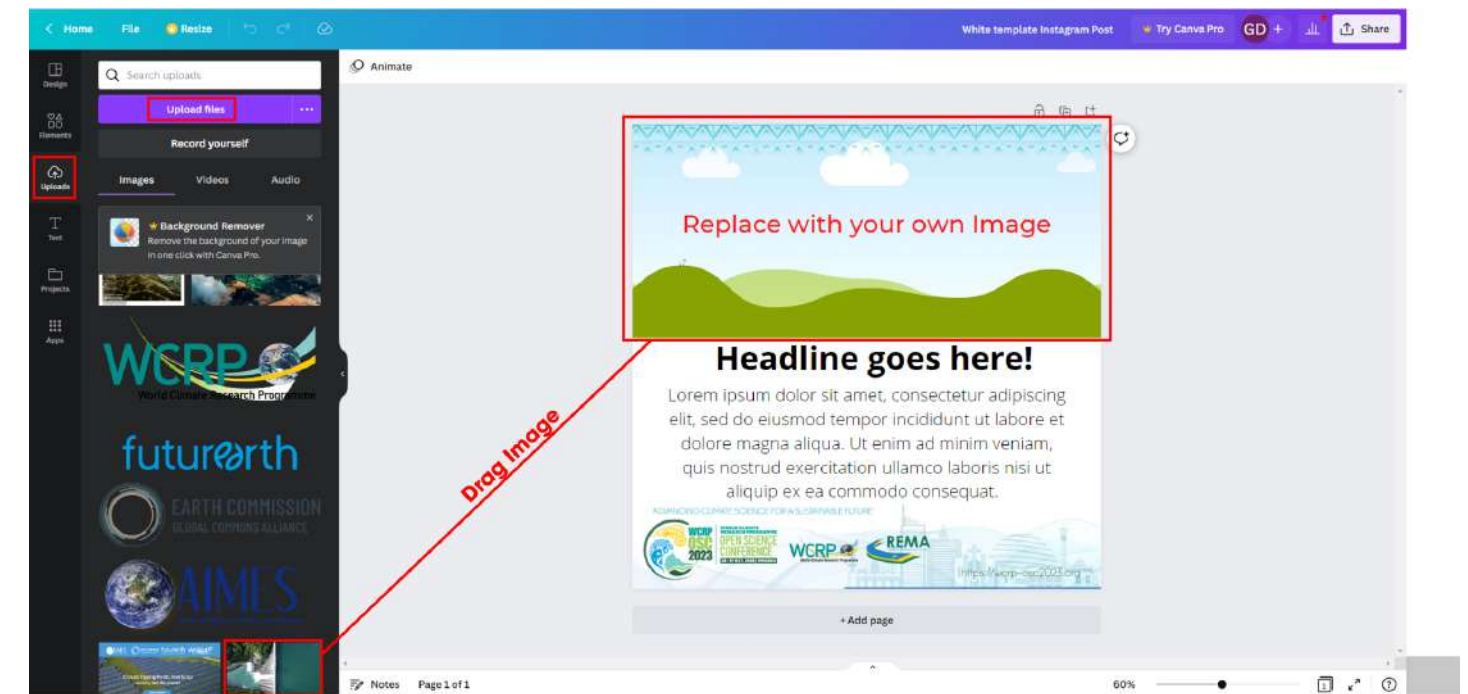 Home File Resize
White template Instagram Post Try Canva Pro GD + Share
Design
Elements
Uploads
Text
Projects
Apps
Search uploads
Upload files
Record yourself
Images Videos Audio
Background Remover
Remove the background of your image
in one click with Canva Pro.
WCRP
World Climate Research Programme
futurearth
EARTH COMMISSION
GLOBAL COMMONS ALLIANCE
AIMES
Animate
Replace with your own Image
Drag Image
Headline goes here!
Lorem ipsum dolor sit amet, consectetur adipiscing
elit, sed do eiusmod tempor incididunt ut labore et
dolore magna aliqua. Ut enim ad minim veniam,
quis nostrud exercitation ullamco laboris nisi ut
aliquip ex ea commodo consequat.
ADVANCING CLIMATE SCIENCE FOR A SUSTAINABLE FUTURE
WCRP
OSC
2023
WORLD CLIMATE
RESEARCH PROGRAMME
OPEN SCIENCE
CONFERENCE
WCRP
REMA
https://wcrp-osc2023.org
+ Add page
Notes Page 1 of 1
60%
1